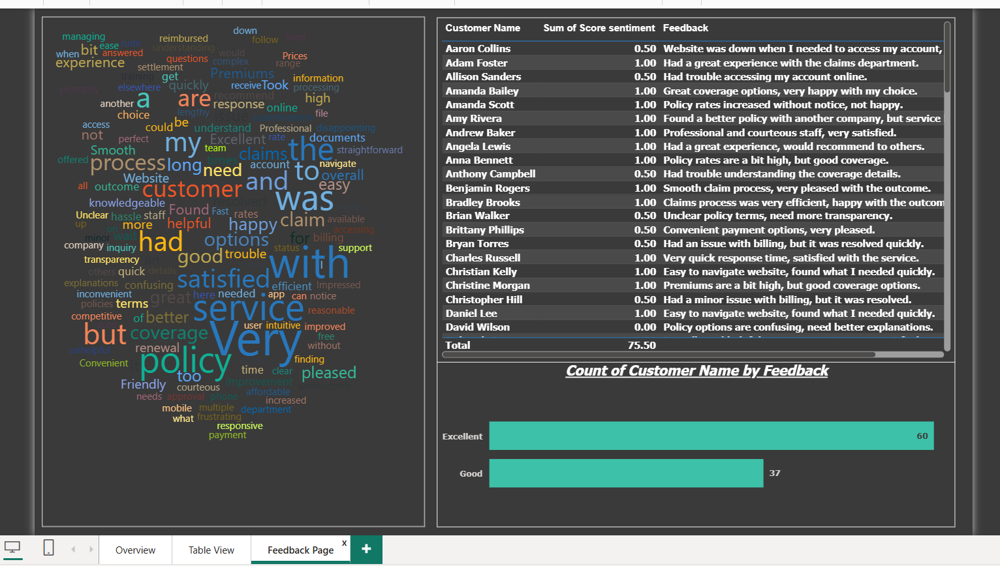 down
managing
reimbursed
follow
fixed
ease
rude
when
bit
answered
understanding
would
experience
questions
complex
Prices
range
settlement
training
get
Premiums
information
promptly
elsewhere
quickly
receive
Took
processing
another
a
are
recommend
response
online
high
choice
lengthy
issue
file
access
could
be
understand
Professional
disappointing
not
perfect
my
Excellent
rate
documents
Smooth
team
claims
the
straightforward
offered
process
long
need
times
account
to
navigate
Website
and
overall
all
outcome
customer
easy
knowledgeable
resolved
was
Unclear
hassle
staff
Found
Fast
rates
available
up
on
more
helpful
happy
claim
accessing
minor
wait
options
for
billing
company
inquiry
had
good
trouble
status
support
transparency
an
with
others
quick
details
satisfied
explanations
confusing
efficient
Impressed
inconvenient
great
here
needed
app
can
notice
policies
terms
service
reasonable
competitive
of
better
user
intuitive
improved
but
coverage
Very
free
unhelpful
renewal
without
Convenient
it
policy
finding
too
time
clear
pleased
Friendly
courteous
improvement
affordable
needs
approval
phone
increased
mobile
multiple
department
what
frustrating
responsive
payment
Customer Name Sum of Score sentiment Feedback
Aaron Collins 0.50 Website was down when I needed to access my account,
Adam Foster 1.00 Had a great experience with the claims department.
Allison Sanders 0.50 Had trouble accessing my account online.
Amanda Bailey 1.00 Great coverage options, very happy with my choice.
Amanda Scott 1.00 Policy rates increased without notice, not happy.
Amy Rivera 1.00 Found a better policy with another company, but service
Andrew Baker 1.00 Professional and courteous staff, very satisfied.
Angela Lewis 1.00 Had a great experience, would recommend to others.
Anna Bennett 1.00 Policy rates are a bit high, but good coverage.
Anthony Campbell 0.50 Had trouble understanding the coverage details.
Benjamin Rogers 1.00 Smooth claim process, very pleased with the outcome.
Bradley Brooks 1.00 Claims process was very efficient, happy with the outcom
Brian Walker 0.50 Unclear policy terms, need more transparency.
Brittany Phillips 0.50 Convenient payment options, very pleased.
Bryan Torres 0.50 Had an issue with billing, but it was resolved quickly.
Charles Russell 1.00 Very quick response time, satisfied with the service.
Christian Kelly 1.00 Easy to navigate website, found what I needed quickly.
Christine Morgan 1.00 Premiums are a bit high, but good coverage options.
Christopher Hill 0.50 Had a minor issue with billing, but it was resolved.
Daniel Lee 1.00 Easy to navigate website, found what I needed quickly.
David Wilson 0.00 Policy options are confusing, need better explanations.
Total 75.50
Count of Customer Name by Feedback
Excellent 60
Good 37
Overview
Table View
Feedback Page x
+